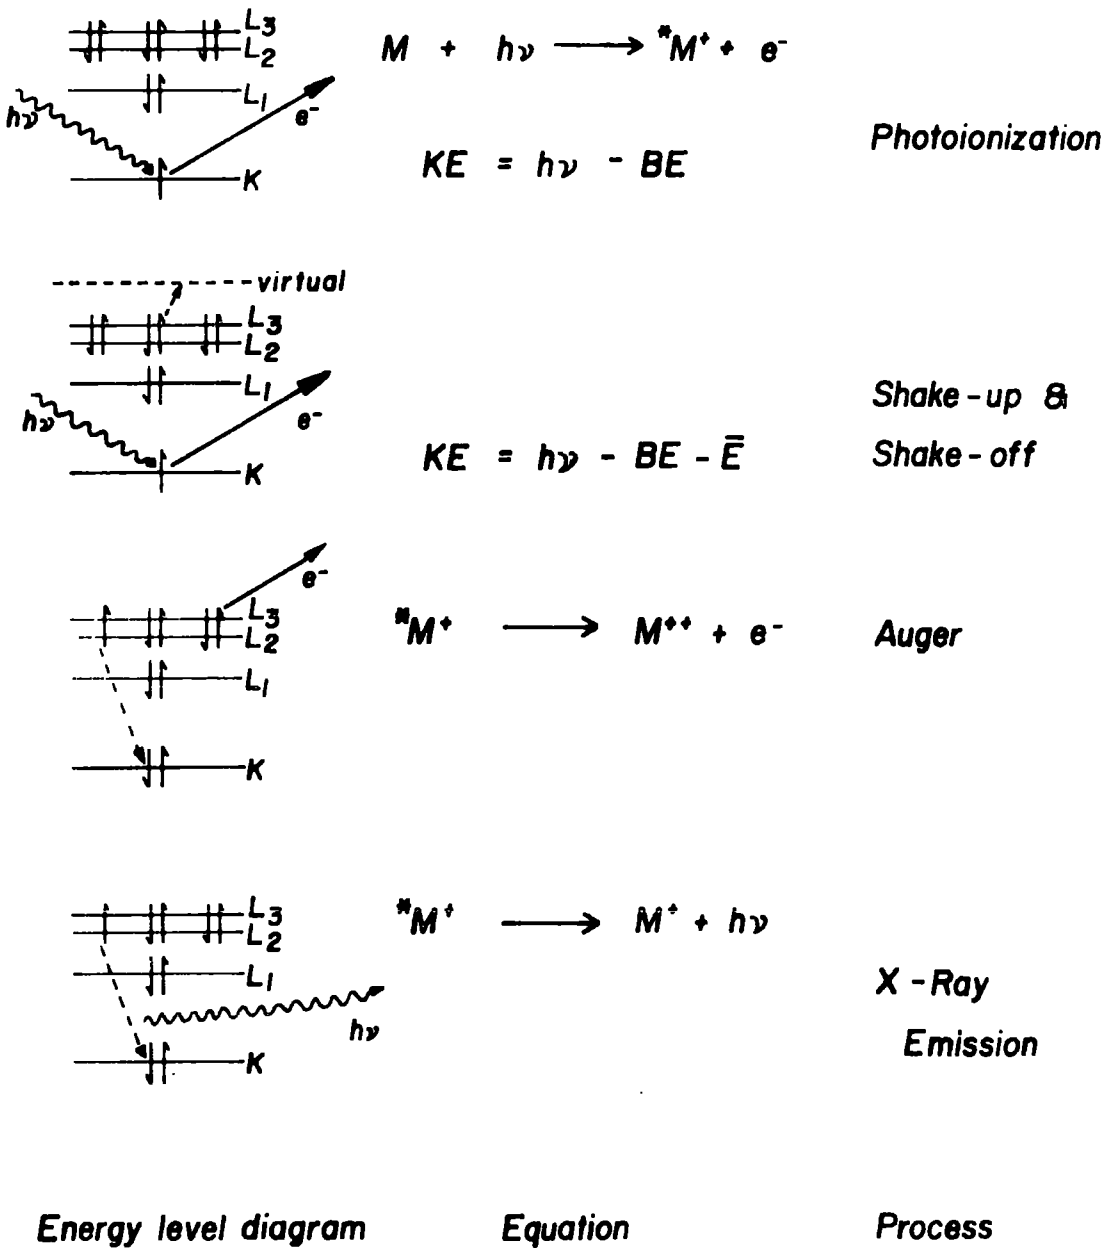 L3
L2
M + hν ⟶ *M⁺ + e⁻
L1
hν
e⁻
K
KE = hν - BE
Photoionization
virtual
L3
L2
L1
hν
e⁻
K
KE = hν - BE - E̿
Shake-up &
Shake-off
e⁻
L3
L2
L1
K
*M⁺ ⟶ M⁺⁺ + e⁻
Auger
L3
L2
L1
hν
K
*M⁺ ⟶ M⁺ + hν
X-Ray
Emission
Energy level diagram Equation Process